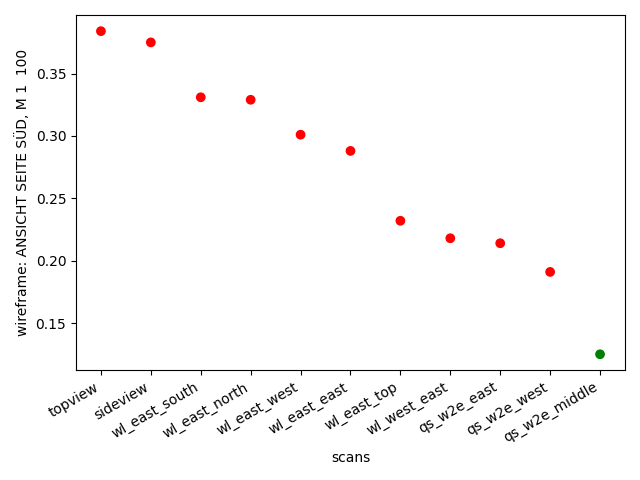 wireframe: ANSICHT SEITE SÜD, M 1  100
0.35
0.30
0.25
0.20
0.15
topview
sideview
wl_east_south
wl_east_north
wl_east_west
wl_east_east
wl_east_top
wl_west_east
qs_w2e_east
qs_w2e_west
qs_w2e_middle
scans